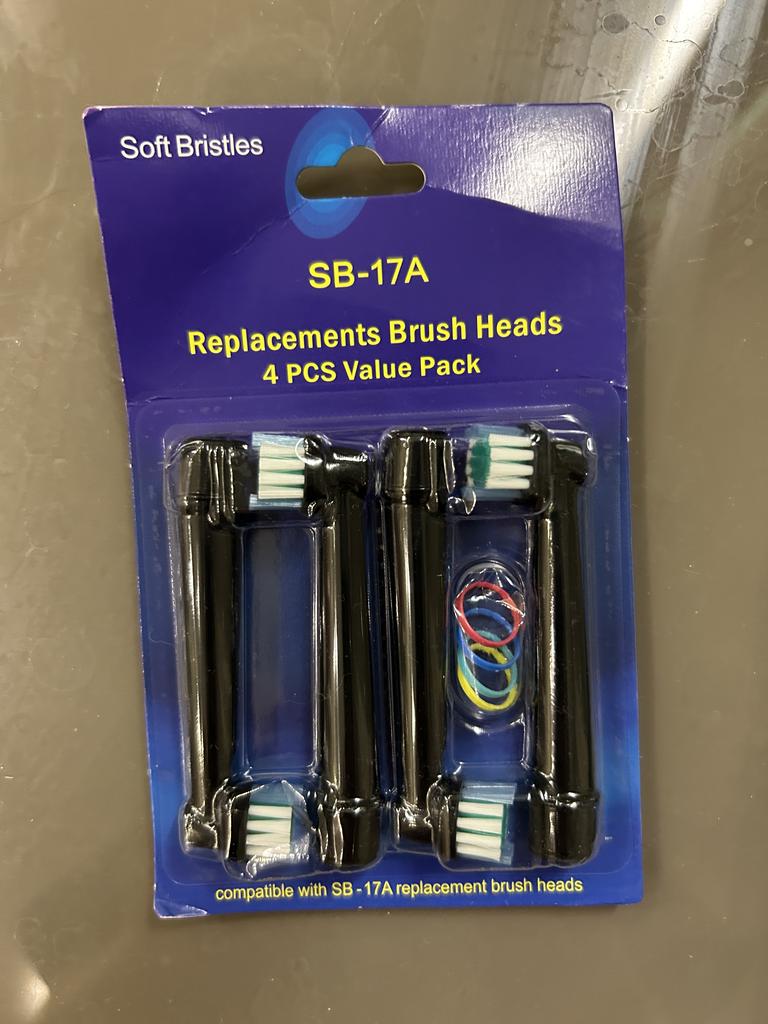 Soft Bristles
SB-17A
Replacements Brush Heads
4 PCS Value Pack
compatible with SB-17A replacement brush heads